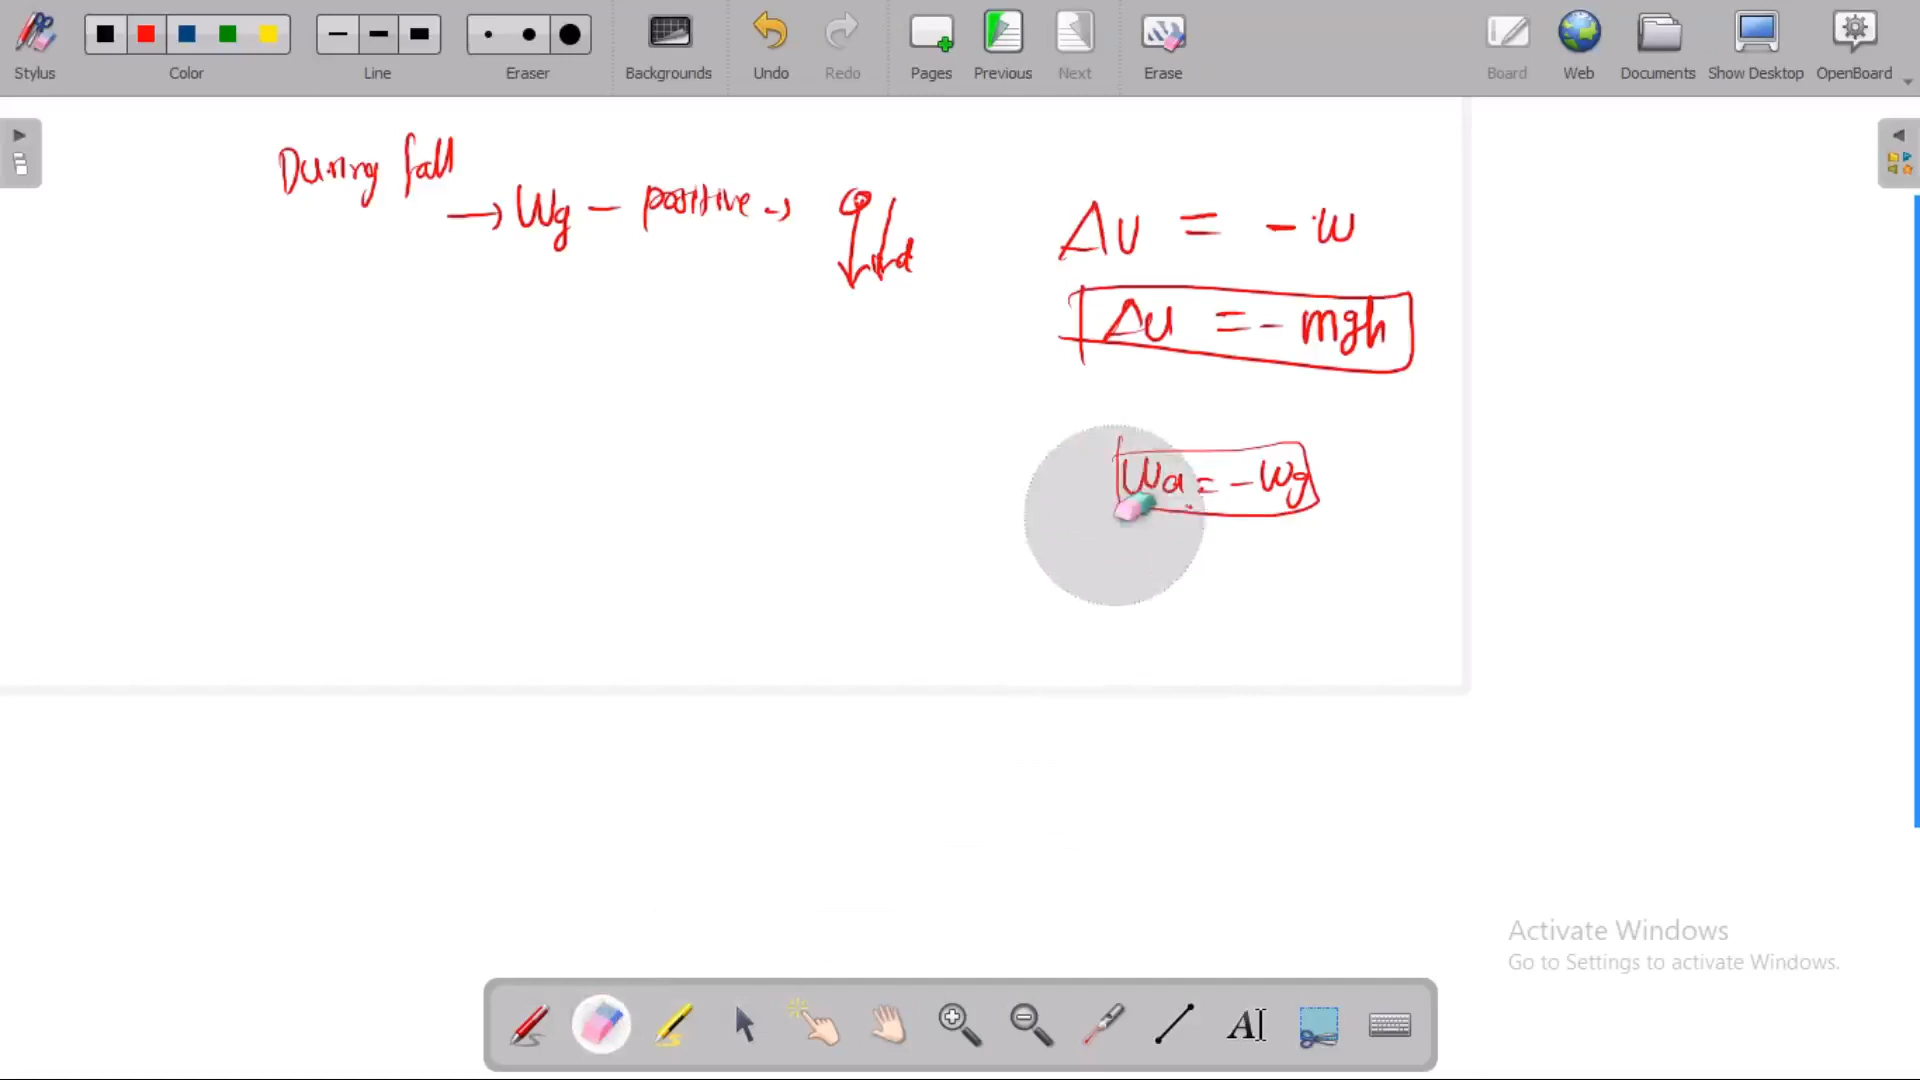 Stylus
Color
Line
Eraser
Backgrounds
Undo
Redo
Pages
Previous
Next
Erase
Board
Web
Documents
Show Desktop
OpenBoard
During fall
→ Wg - positive →
d
ΔU = - W
ΔU = - mgh
Wa = - Wg
Activate Windows
Go to Settings to activate Windows.